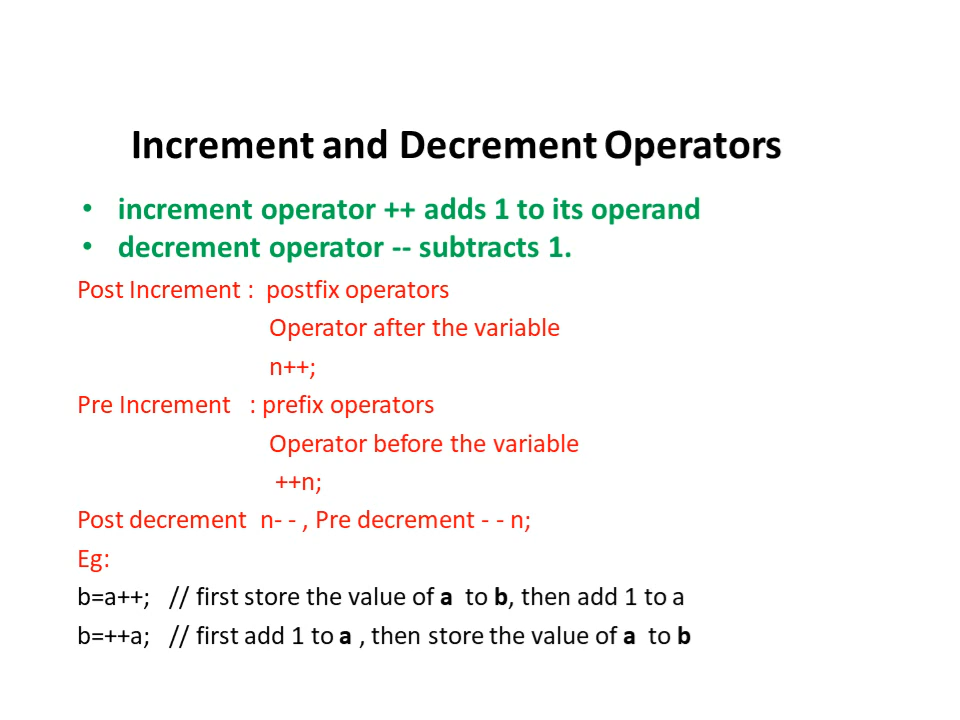 Increment and Decrement Operators
• increment operator ++ adds 1 to its operand
• decrement operator -- subtracts 1.
Post Increment : postfix operators
Operator after the variable
n++;
Pre Increment : prefix operators
Operator before the variable
++n;
Post decrement n- - , Pre decrement - - n;
Eg:
b=a++; // first store the value of a to b, then add 1 to a
b=++a; // first add 1 to a , then store the value of a to b